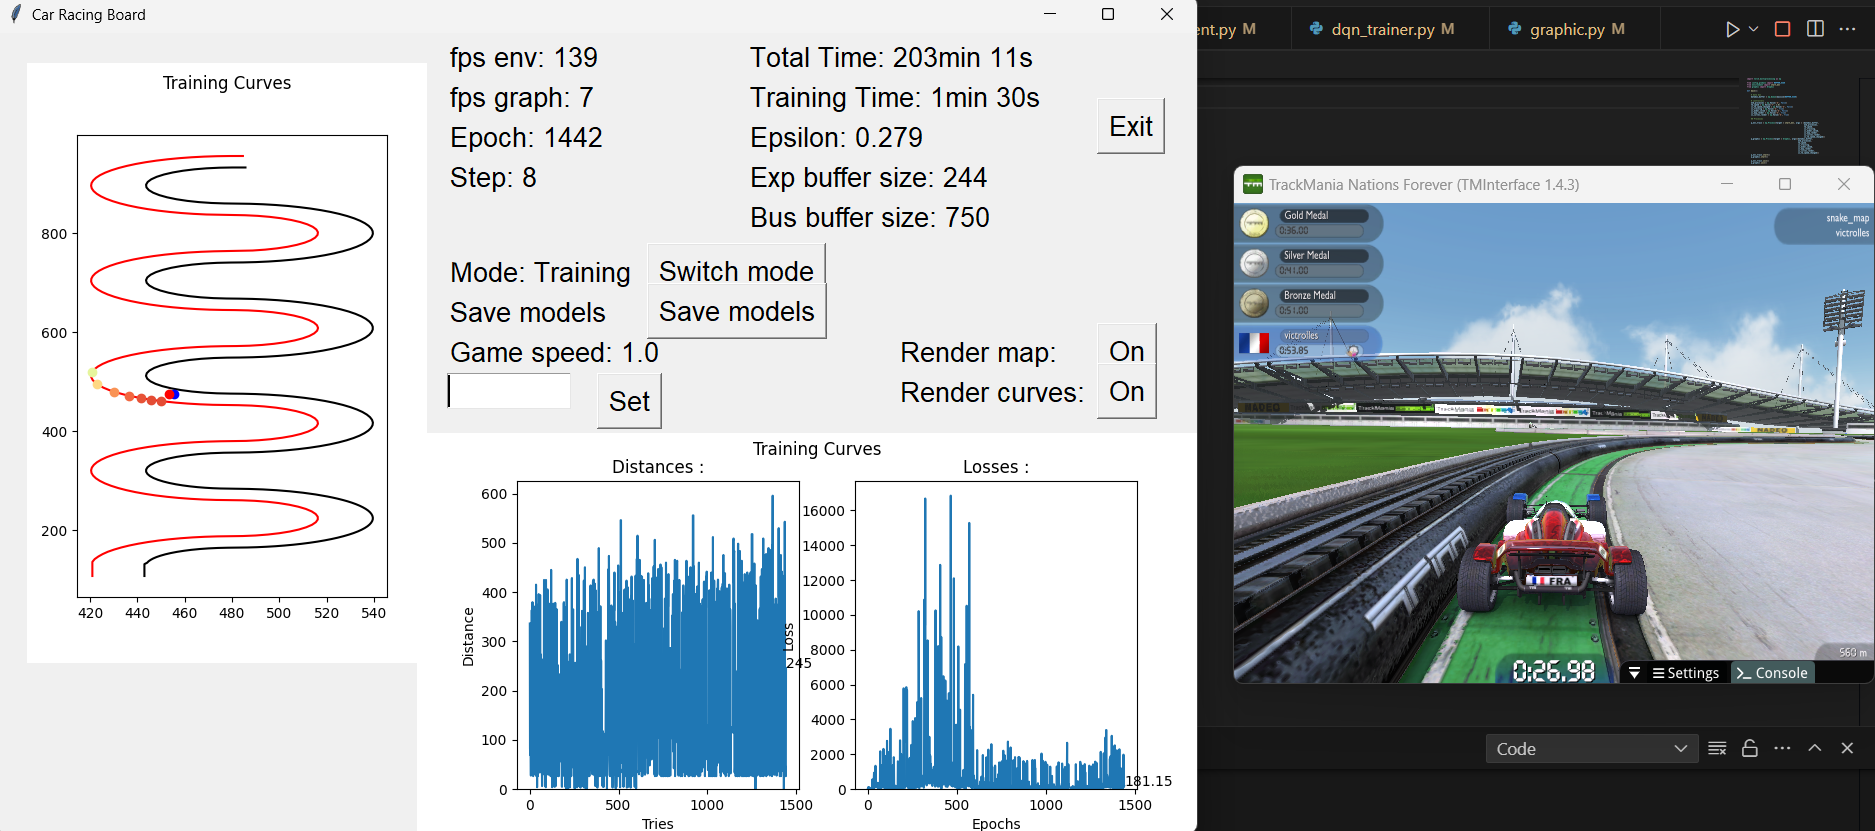 Car Racing Board
Training Curves
800
600
400
200
420 440 460 480 500 520 540
fps env: 139
fps graph: 7
Epoch: 1442
Step: 8
Total Time: 203min 11s
Training Time: 1min 30s
Epsilon: 0.279
Exp buffer size: 244
Bus buffer size: 750
Exit
Mode: Training
Switch mode
Save models
Save models
Game speed: 1.0
Set
Render map:
On
Render curves:
On
Training Curves
Distances :
Losses :
600
500
400
300
200
100
0
Distance
0 500 1000 1500
Tries
245
16000
14000
12000
10000
8000
6000
4000
2000
0
Loss
181.15
0 500 1000 1500
Epochs
ent.py M
dqn_trainer.py M
graphic.py M
TrackMania Nations Forever (TMInterface 1.4.3)
Gold Medal
0:36.00
Silver Medal
0:41.00
Bronze Medal
0:51.00
victrolles
0:53.85
snake_map
victrolles
NADEO
TrackMania
NADEO
FRA
560 m
0:26.98
Settings
Console
Code